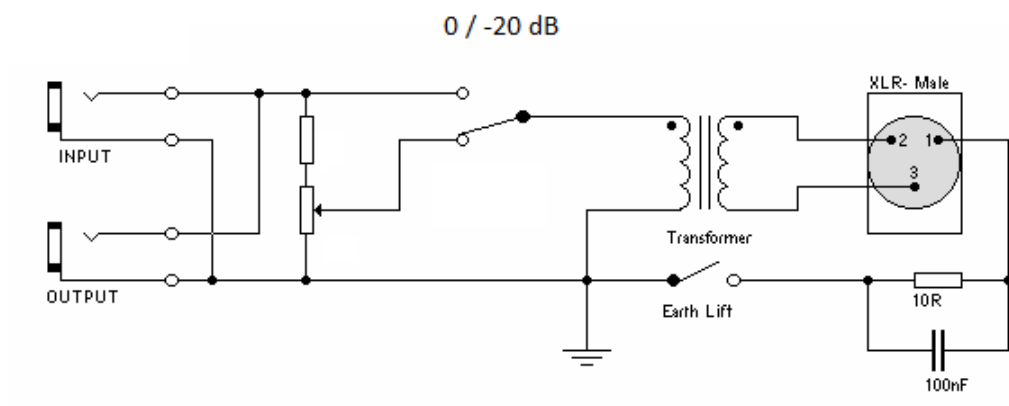 0 / -20 dB
XLR- Male
INPUT
2 1
3
Transformer
OUTPUT
Earth Lift
10R
100nF